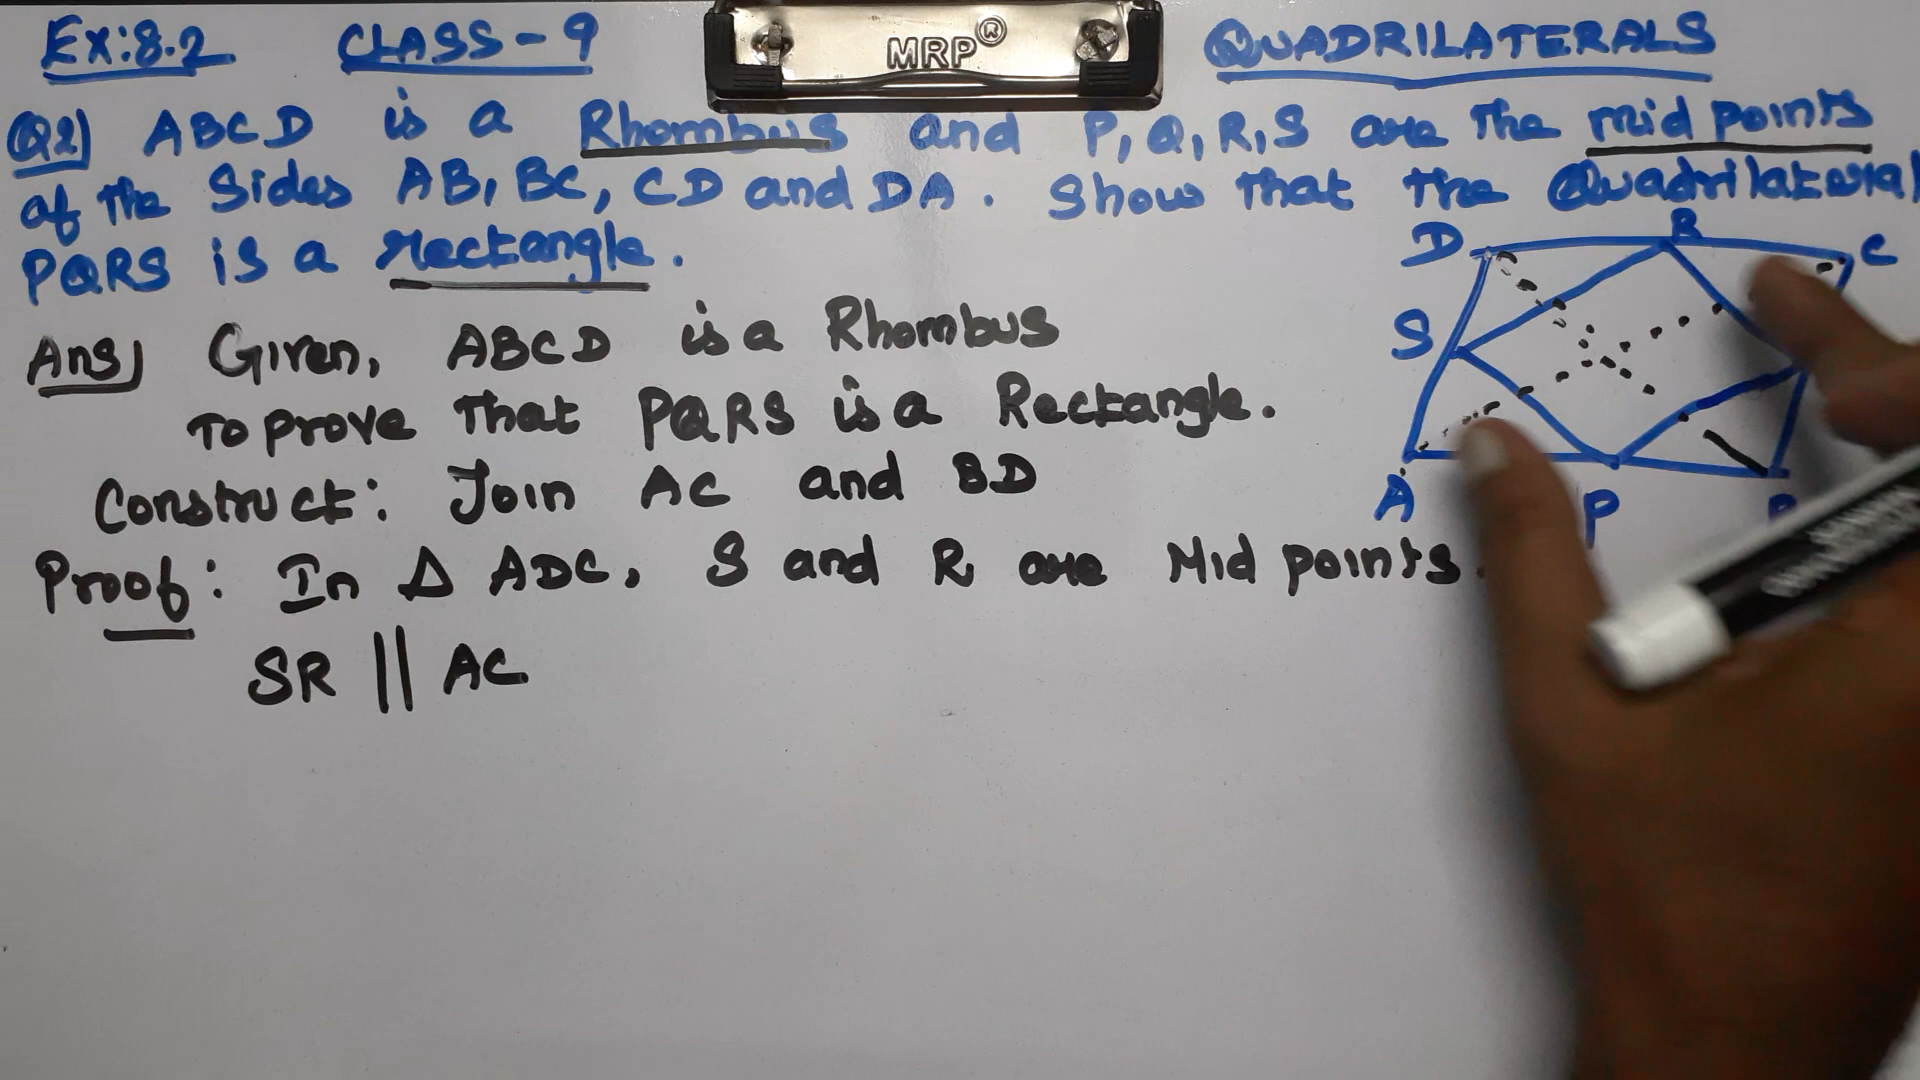 Ex:8.2 CLASS-9 MRP® QUADRILATERALS
Q2) ABCD is a Rhombus and P, Q, R, S are the mid points
of the Sides AB, BC, CD and DA. Show that the Quadrilateral
PQRS is a rectangle.
Ans) Given, ABCD is a Rhombus
To prove that PQRS is a Rectangle.
Construct: Join AC and BD
Proof: In Δ ADC, S and R are Mid points.
SR || AC
D R C
S
A P B